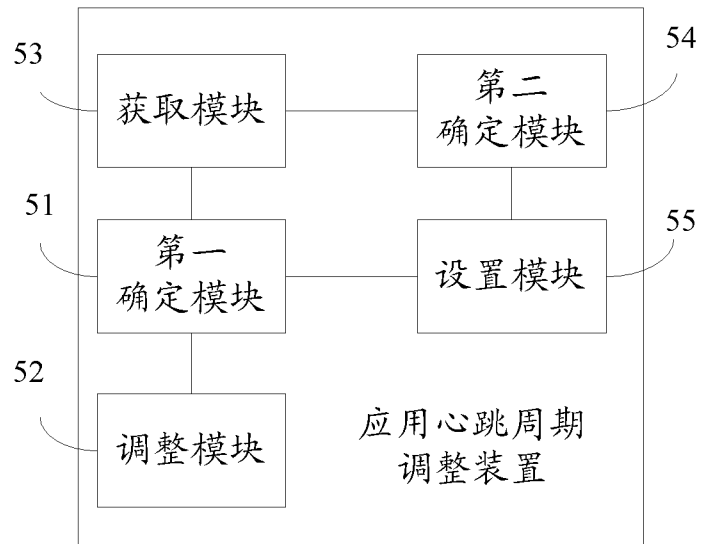 53
获取模块
第二
确定模块
54
51
第一
确定模块
设置模块
55
52
调整模块
应用心跳周期
调整装置